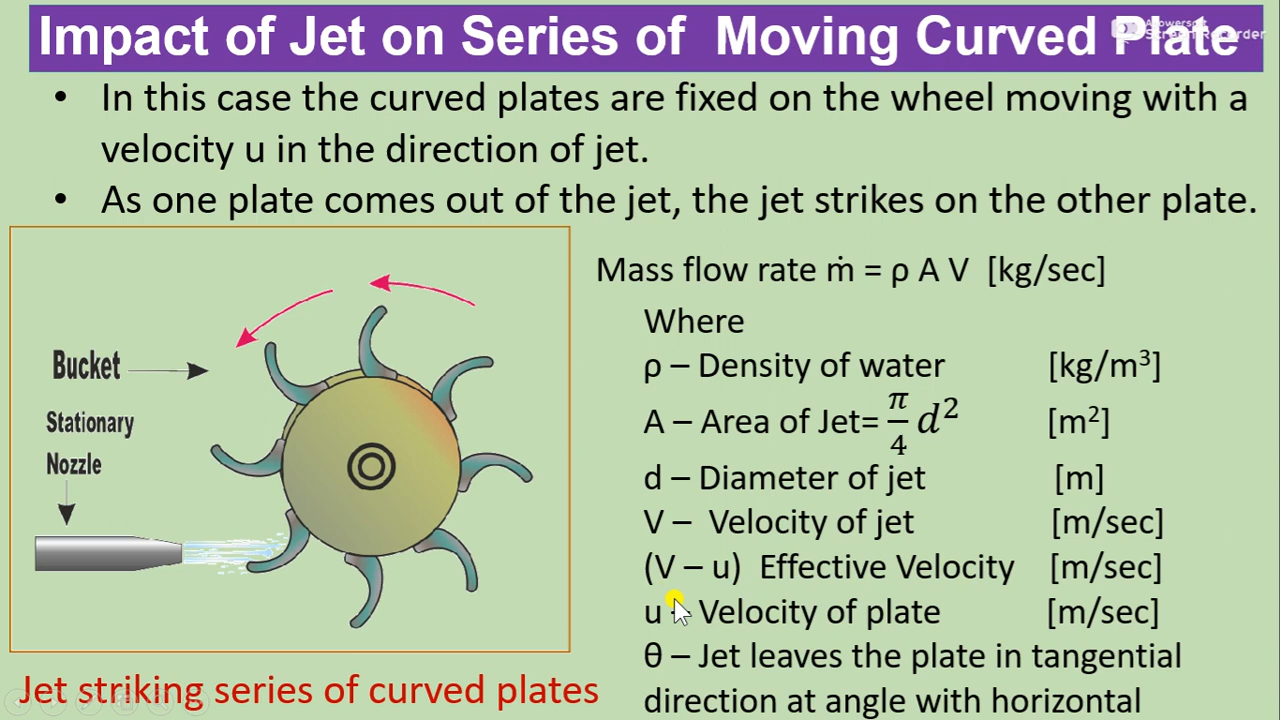 Impact of Jet on Series of Moving Curved Plate
• In this case the curved plates are fixed on the wheel moving with a
velocity u in the direction of jet.
• As one plate comes out of the jet, the jet strikes on the other plate.
Bucket
Stationary
Nozzle
Jet striking series of curved plates
Mass flow rate ṁ = ρ A V [kg/sec]
Where
ρ – Density of water [kg/m³]
A – Area of Jet= π/4 d² [m²]
d – Diameter of jet [m]
V – Velocity of jet [m/sec]
(V – u) Effective Velocity [m/sec]
u – Velocity of plate [m/sec]
θ – Jet leaves the plate in tangential
direction at angle with horizontal